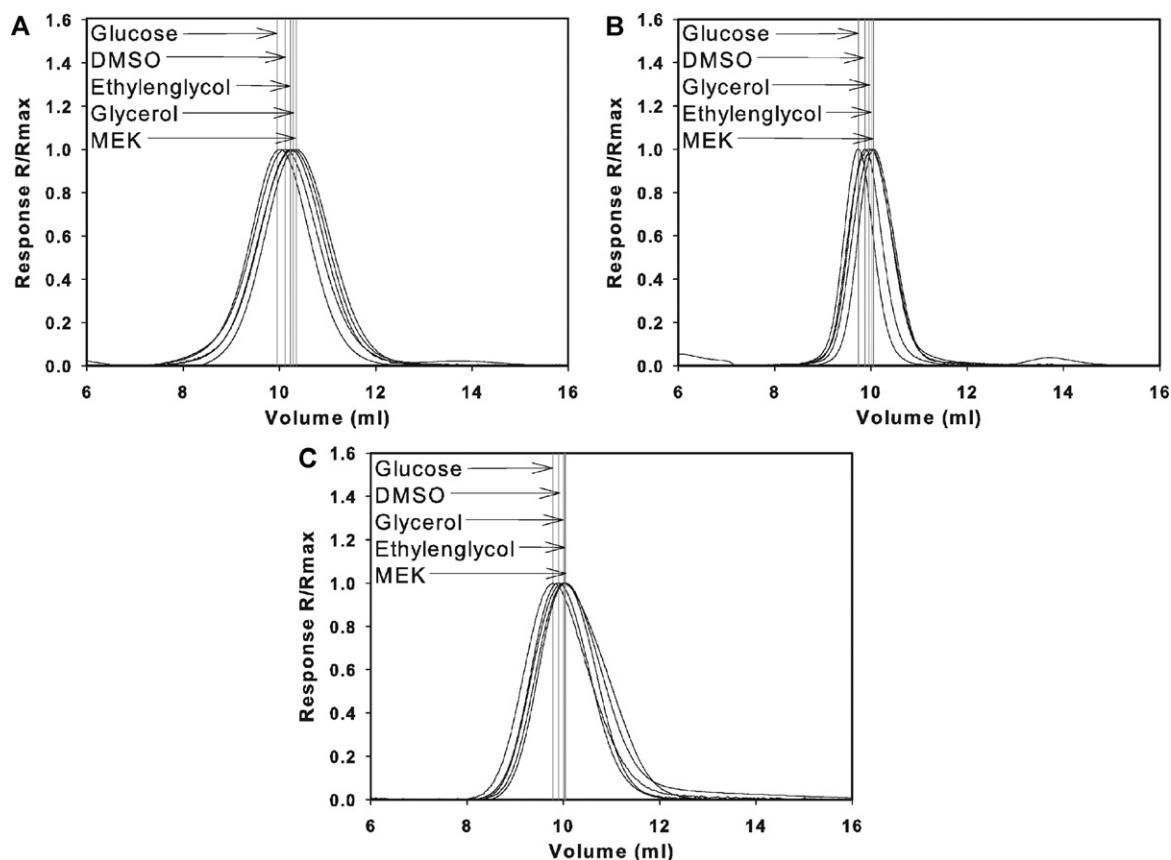 A
1.6
1.4
1.2
1.0
0.8
0.6
0.4
0.2
0.0
Response R/Rmax
Glucose
DMSO
Ethylenglycol
Glycerol
MEK
6 8 10 12 14 16
Volume (ml)
B
1.6
1.4
1.2
1.0
0.8
0.6
0.4
0.2
0.0
Response R/Rmax
Glucose
DMSO
Glycerol
Ethylenglycol
MEK
6 8 10 12 14 16
Volume (ml)
C
1.6
1.4
1.2
1.0
0.8
0.6
0.4
0.2
0.0
Response R/Rmax
Glucose
DMSO
Glycerol
Ethylenglycol
MEK
6 8 10 12 14 16
Volume (ml)